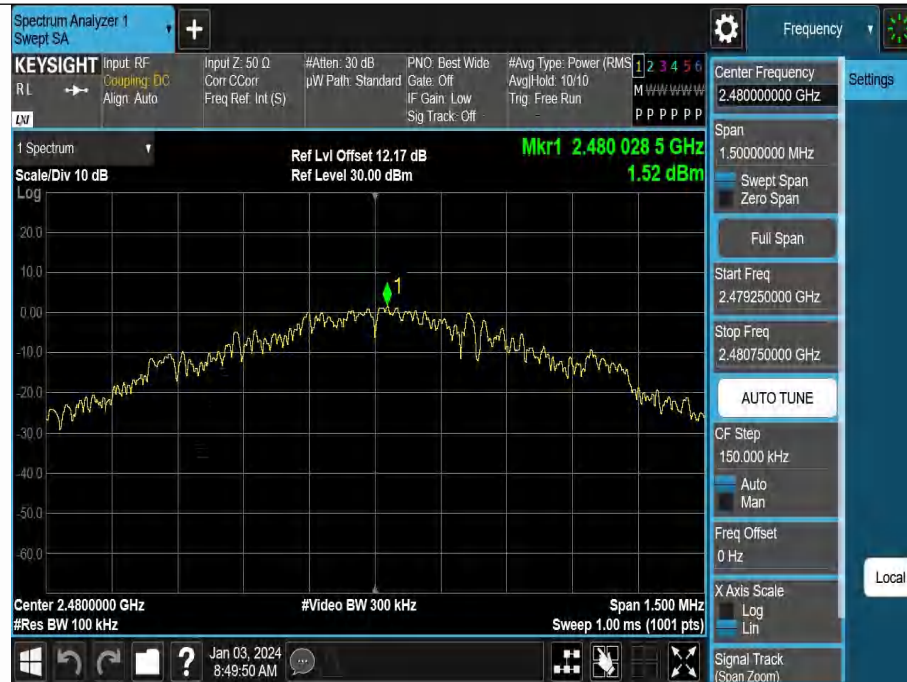 Spectrum Analyzer 1
Swept SA
+
Frequency
KEYSIGHT
RL
LXI
Input: RF
Coupling: DC
Align: Auto
Input Z: 50 Ω
Corr CCorr
Freq Ref: Int (S)
#Atten: 30 dB
µW Path: Standard
PNO: Best Wide
Gate: Off
IF Gain: Low
Sig Track: Off
#Avg Type: Power (RMS
Avg|Hold: 10/10
Trig: Free Run
1 2 3 4 5 6
M W W W W W
P P P P P P
1 Spectrum
Scale/Div 10 dB
Log
Ref Lvl Offset 12.17 dB
Ref Level 30.00 dBm
Mkr1 2.480 028 5 GHz
1.52 dBm
20.0
10.0
0.00
-10.0
-20.0
-30.0
-40.0
-50.0
-60.0
1
Center 2.4800000 GHz
#Res BW 100 kHz
#Video BW 300 kHz
Span 1.500 MHz
Sweep 1.00 ms (1001 pts)
Center Frequency
2.480000000 GHz
Span
1.50000000 MHz
Swept Span
Zero Span
Full Span
Start Freq
2.479250000 GHz
Stop Freq
2.480750000 GHz
AUTO TUNE
CF Step
150.000 kHz
Auto
Man
Freq Offset
0 Hz
X Axis Scale
Log
Lin
Signal Track
(Span Zoom)
Settings
Local
?
Jan 03, 2024
8:49:50 AM